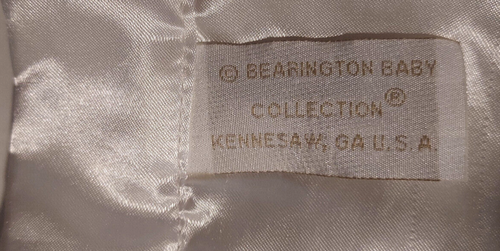 © BEARINGTON BABY
COLLECTION®
KENNESAW, GA U.S.A.